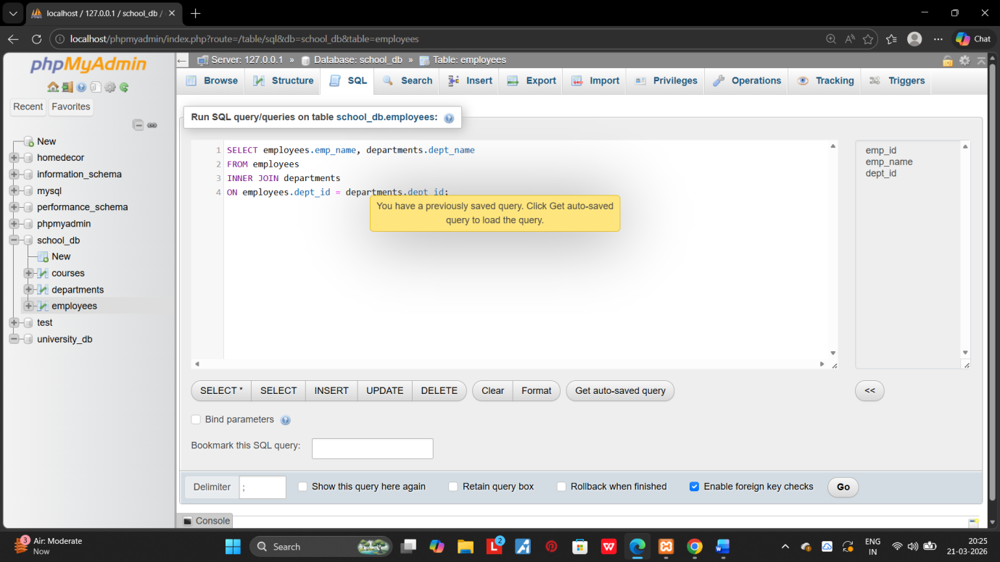 localhost / 127.0.0.1 / school_db /
localhost/phpmyadmin/index.php?route=/table/sql&db=school_db&table=employees
Chat
phpMyAdmin
Recent
Favorites
New
homedecor
information_schema
mysql
performance_schema
phpmyadmin
school_db
New
courses
departments
employees
test
university_db
Server: 127.0.0.1 » Database: school_db » Table: employees
Browse
Structure
SQL
Search
Insert
Export
Import
Privileges
Operations
Tracking
Triggers
Run SQL query/queries on table school_db.employees:
1 SELECT employees.emp_name, departments.dept_name
2 FROM employees
3 INNER JOIN departments
4 ON employees.dept_id = departments.dept_id;
You have a previously saved query. Click Get auto-saved
query to load the query.
emp_id
emp_name
dept_id
SELECT *
SELECT
INSERT
UPDATE
DELETE
Clear
Format
Get auto-saved query
<<
Bind parameters
Bookmark this SQL query:
Delimiter ;
Show this query here again
Retain query box
Rollback when finished
Enable foreign key checks
Go
Console
3
Air: Moderate
Now
Search
L 2
W
W
ENG
IN
20:25
21-03-2026